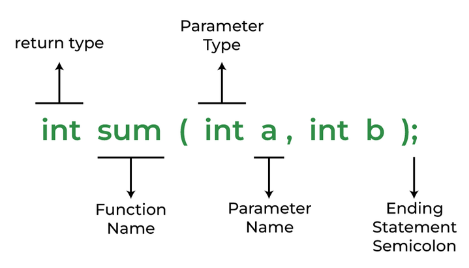 Parameter
Type
return type
int sum ( int a , int b );
Function
Name
Parameter
Name
Ending
Statement
Semicolon